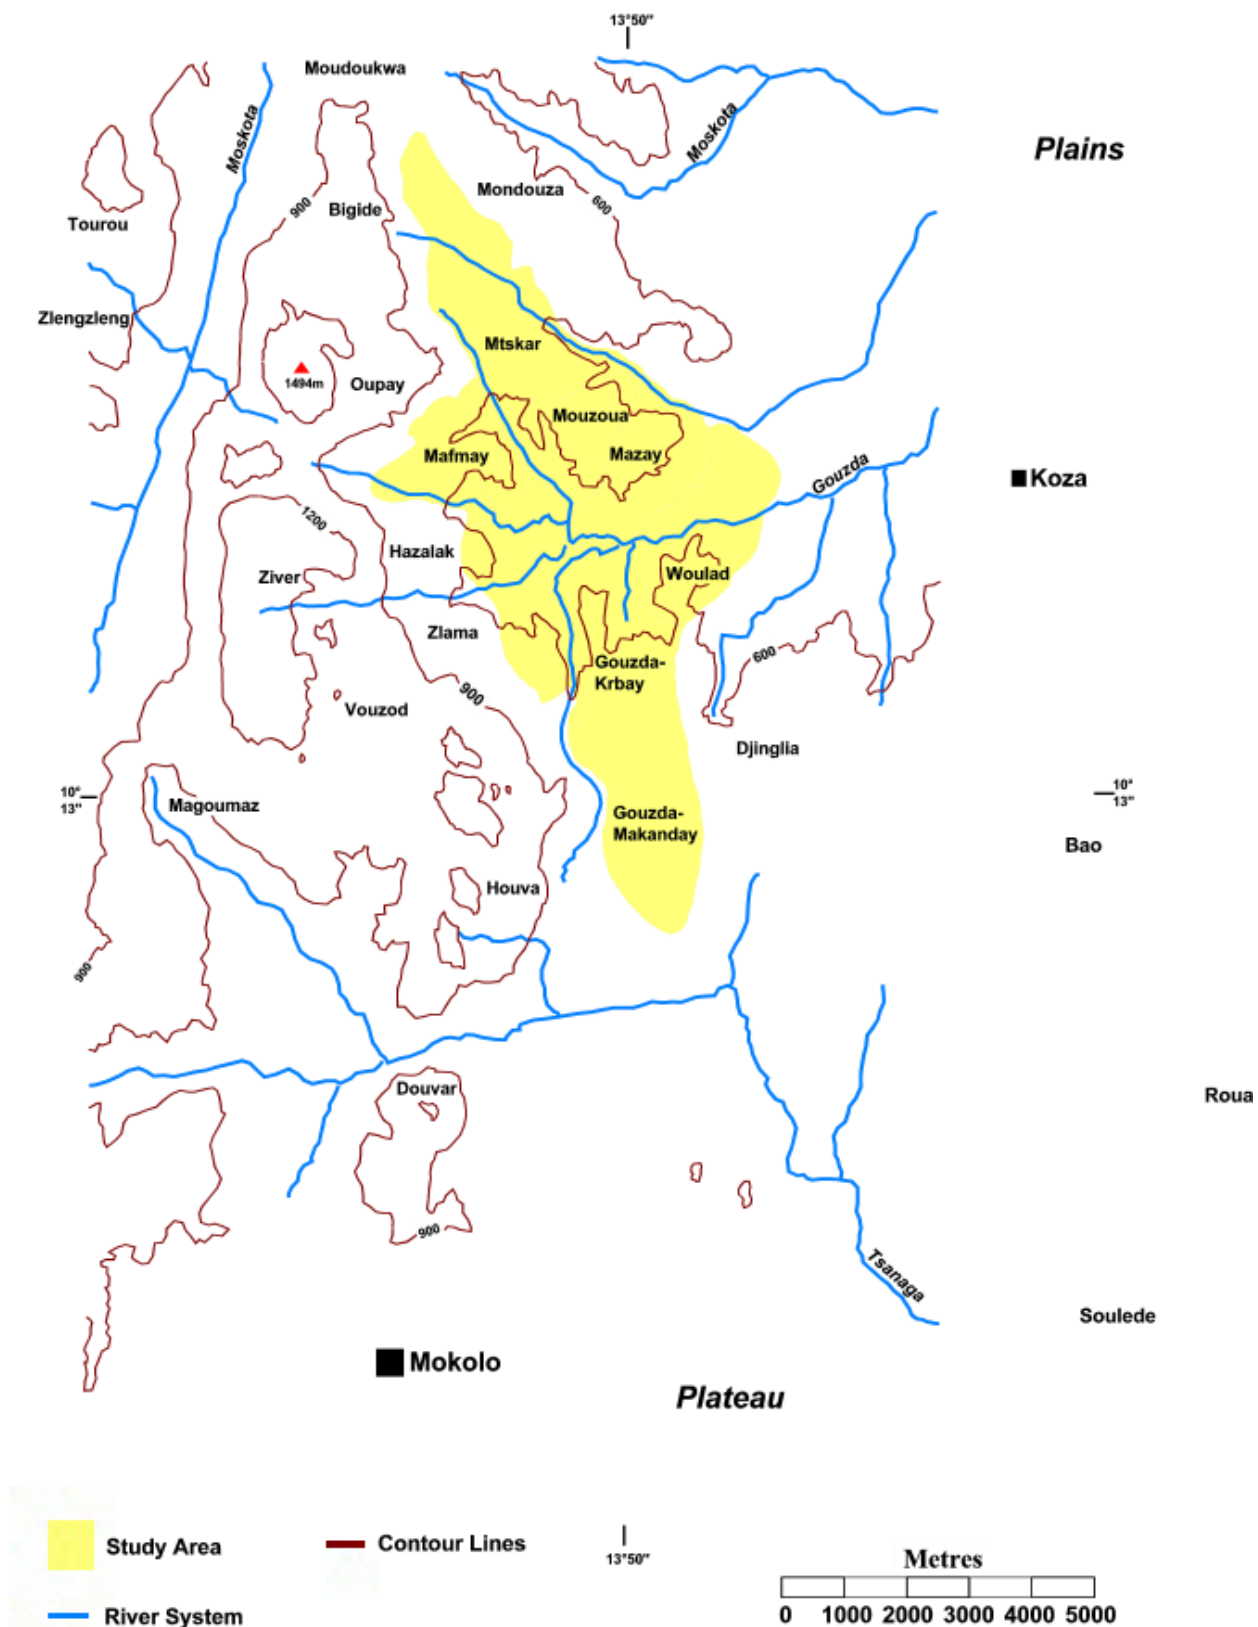 13°50″
Moudoukwa
Moskota
Moskota
Plains
Mondouza
600
900
Bigide
Tourou
Zlengzleng
Mtskar
1494m
Oupay
Mouzoua
Mafmay
Mazay
Gouzda
Koza
1200
Hazalak
Ziver
Woulad
Zlama
600
Gouzda-
Krbay
900
Vouzod
Djinglia
10°
13″
10°
13″
Magoumaz
Gouzda-
Makanday
Bao
Houva
900
Douvar
Roua
900
Tsanaga
Soulede
Mokolo
Plateau
Study Area
Contour Lines
13°50″
Metres
River System
0 1000 2000 3000 4000 5000